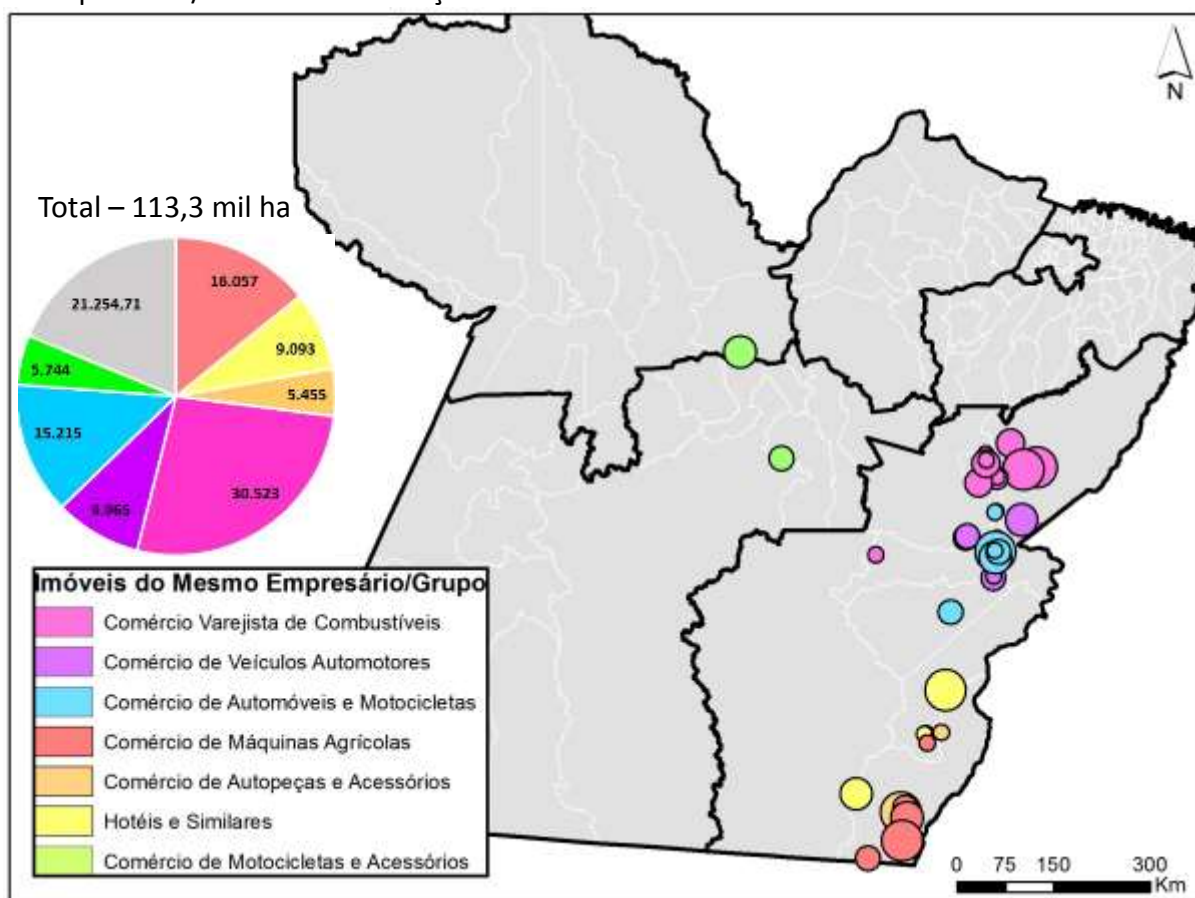 N
Total – 113,3 mil ha
16.057
9.093
5.455
30.523
9.965
15.215
5.744
21.254,71
Imóveis do Mesmo Empresário/Grupo
Comércio Varejista de Combustíveis
Comércio de Veículos Automotores
Comércio de Automóveis e Motocicletas
Comércio de Máquinas Agrícolas
Comércio de Autopeças e Acessórios
Hotéis e Similares
Comércio de Motocicletas e Acessórios
0 75 150 300
Km